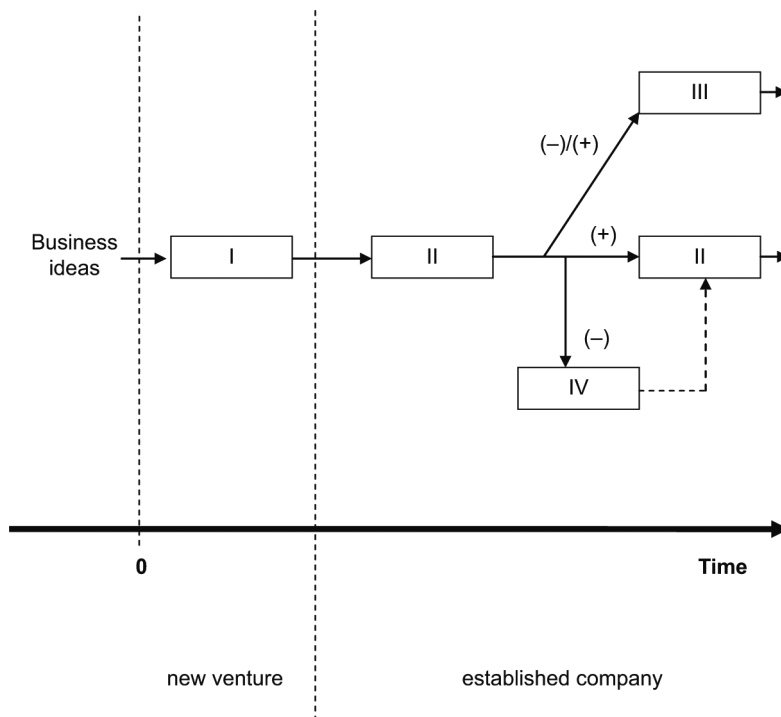 III
(–)/(+)
Business
ideas
I
II
(+)
II
(–)
IV
0
Time
new venture
established company